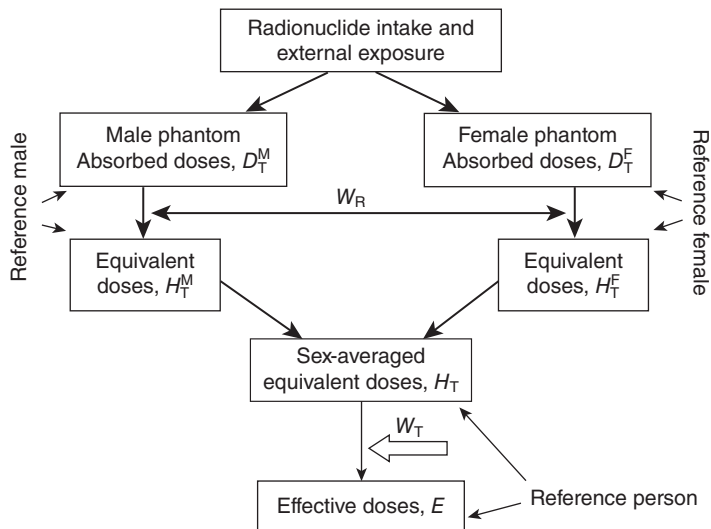 Radionuclide intake and
external exposure
Male phantom
Absorbed doses, D_T^M
Female phantom
Absorbed doses, D_T^F
Reference male
W_R
Reference female
Equivalent
doses, H_T^M
Equivalent
doses, H_T^F
Sex-averaged
equivalent doses, H_T
W_T
Effective doses, E
Reference person